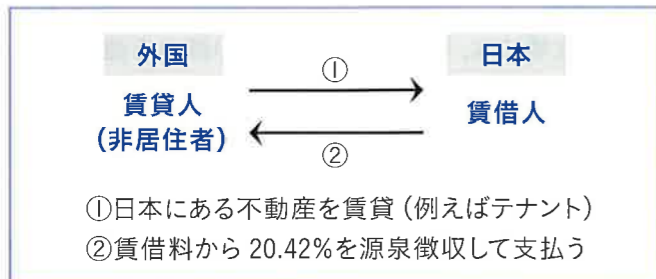 外国
日本
①
賃貸人
(非居住者)
賃借人
②
①日本にある不動産を賃貸(例えばテナント)
②賃借料から20.42%を源泉徴収して支払う